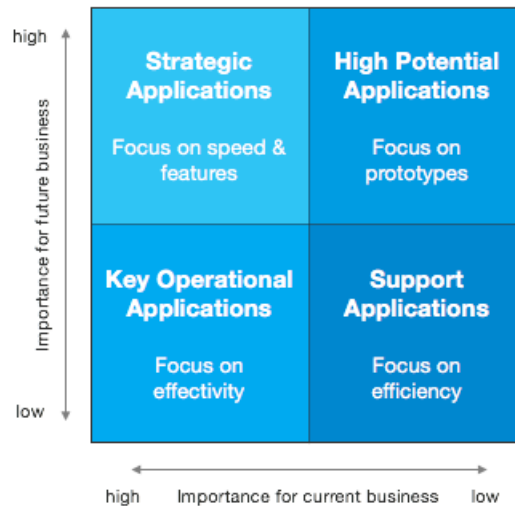 high
Importance for future business
low
Strategic
Applications
Focus on speed &
features
High Potential
Applications
Focus on
prototypes
Key Operational
Applications
Focus on
effectivity
Support
Applications
Focus on
efficiency
high
Importance for current business
low